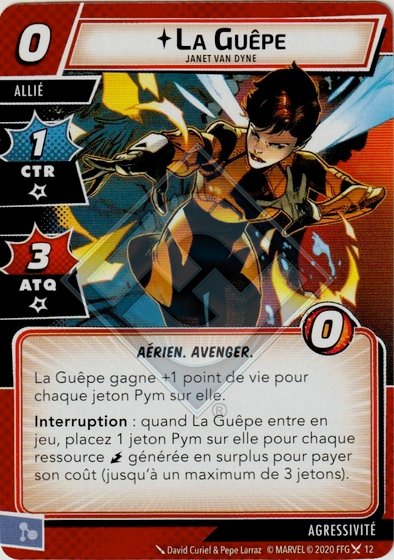 0
LA GUÊPE
JANET VAN DYNE
ALLIÉ
1
CTR
3
ATQ
0
AÉRIEN. AVENGER.
La Guêpe gagne +1 point de vie pour
chaque jeton Pym sur elle.
Interruption : quand La Guêpe entre en
jeu, placez 1 jeton Pym sur elle pour chaque
ressource générée en surplus pour payer
son coût (jusqu'à un maximum de 3 jetons).
AGRESSIVITÉ
David Curiel & Pepe Larraz © MARVEL © 2020 FFG 12